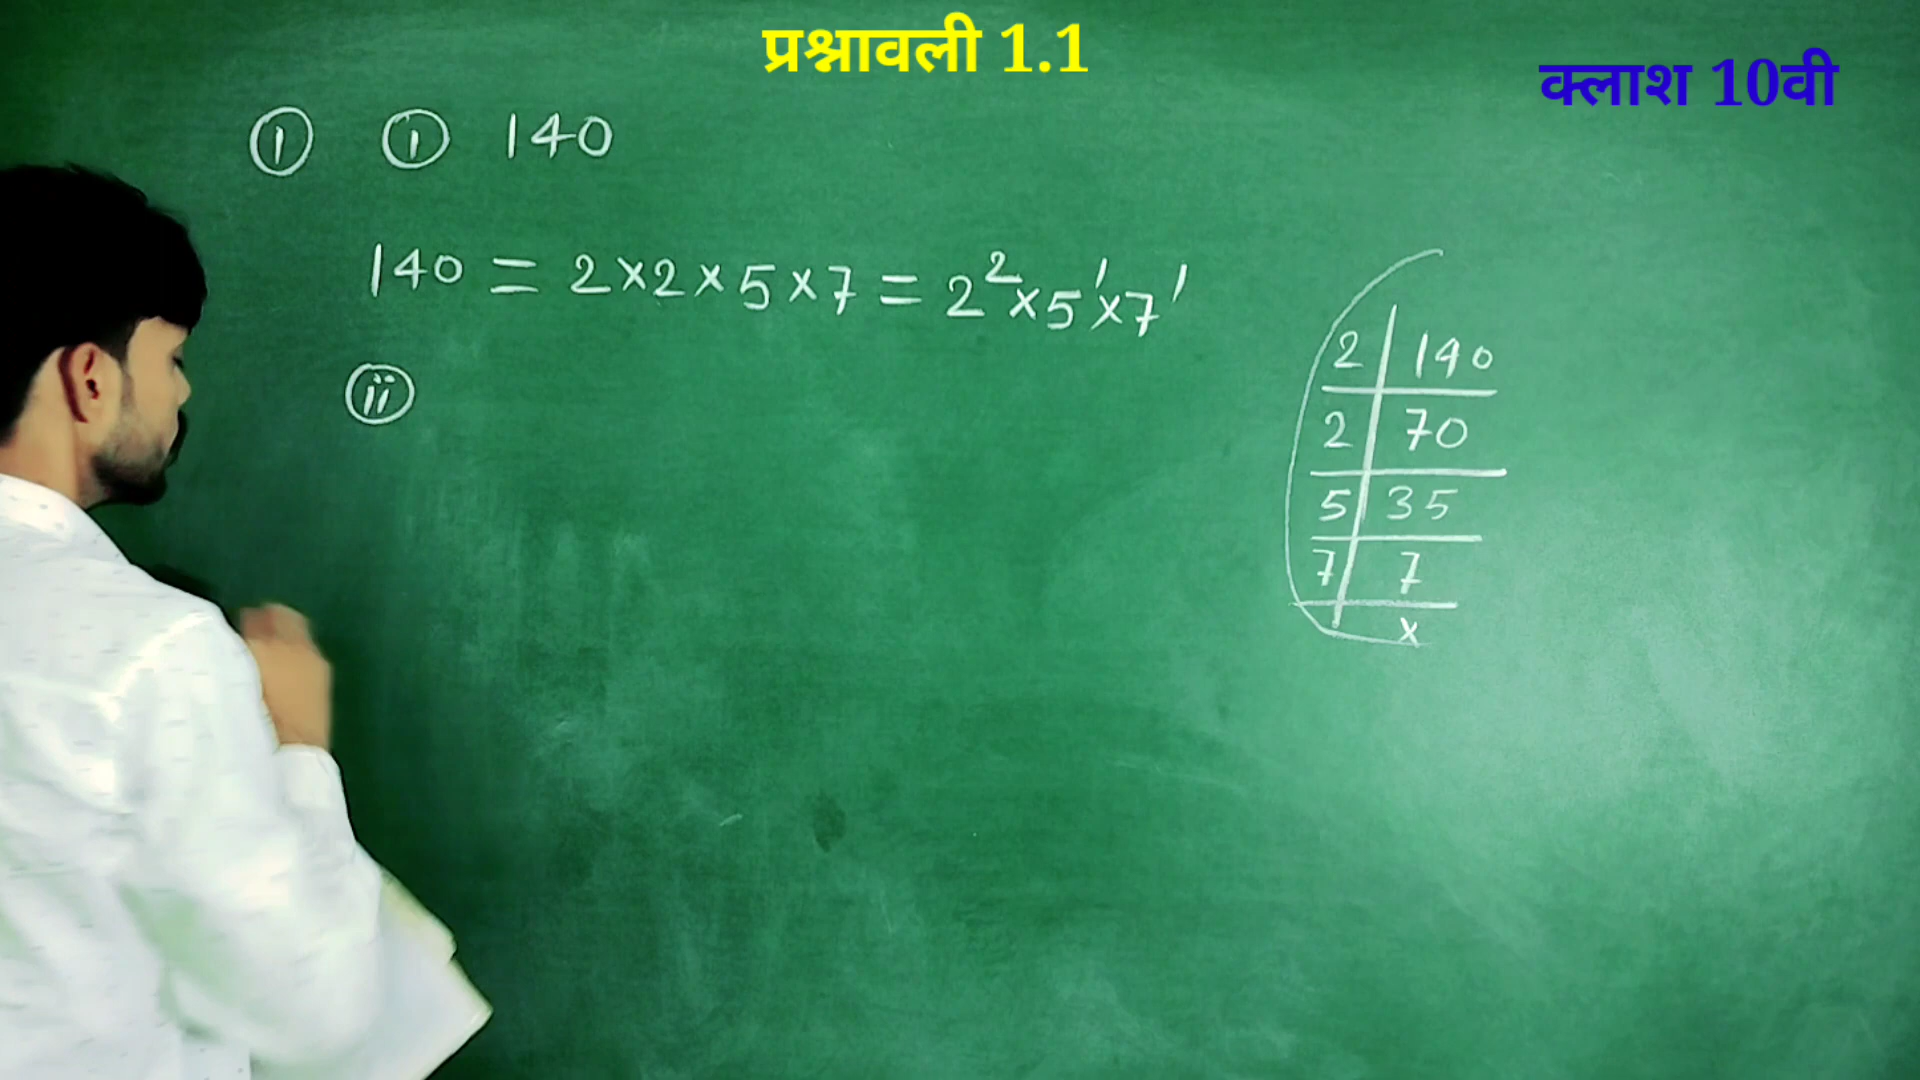 प्रश्नावली 1.1
क्लाश 10वी
① ① 140
140 = 2×2×5×7 = 2²×5¹×7¹
ⓘⓘ
2 | 140
2 | 70
5 | 35
7 | 7
x